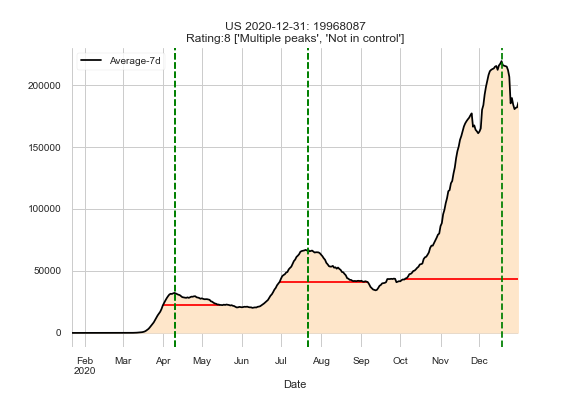 US 2020-12-31: 19968087
Rating:8 ['Multiple peaks', 'Not in control']
Average-7d
200000
150000
100000
50000
0
Feb Mar Apr May Jun Jul Aug Sep Oct Nov Dec
2020
Date